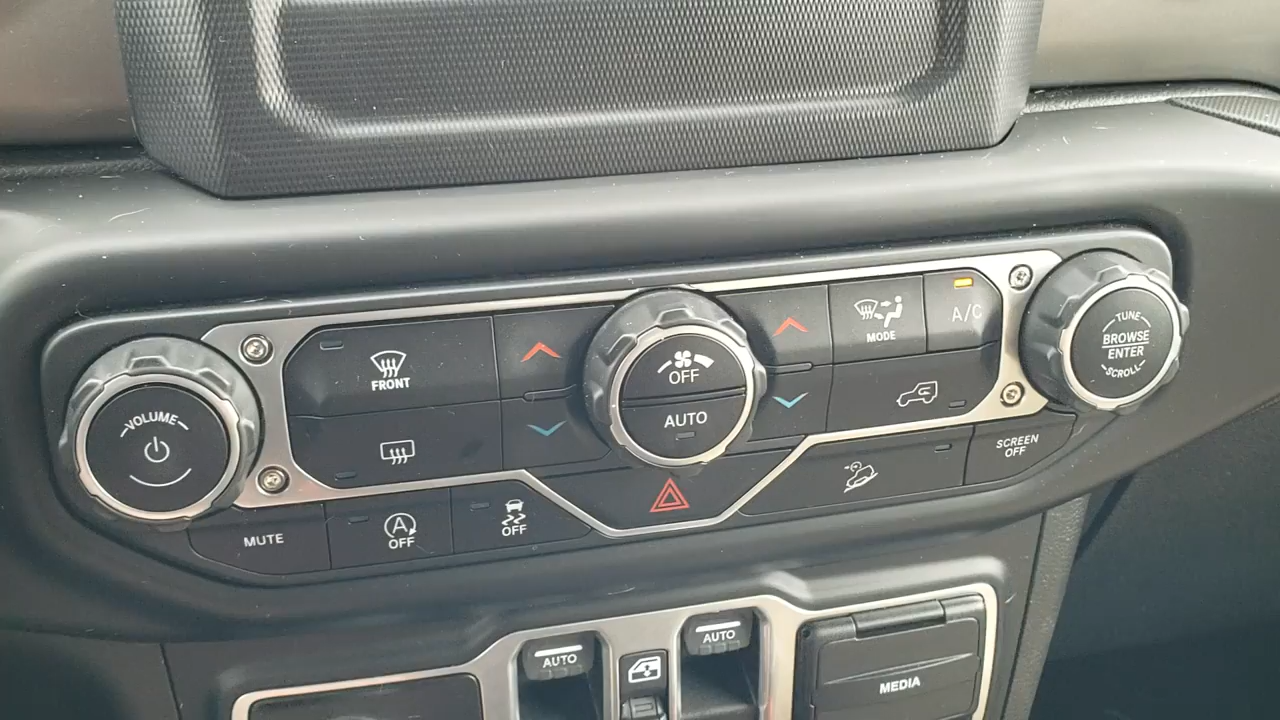 VOLUME
FRONT
OFF
AUTO
MODE
A/C
TUNE
BROWSE
ENTER
SCROLL
MUTE
A
OFF
OFF
SCREEN
OFF
AUTO
AUTO
MEDIA